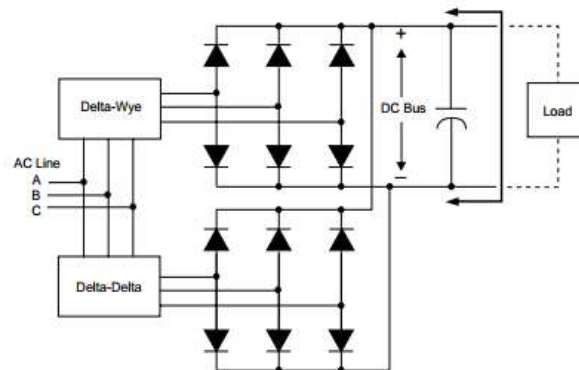 +
Delta-Wye
DC Bus
Load
AC Line
A
B
C
−
Delta-Delta